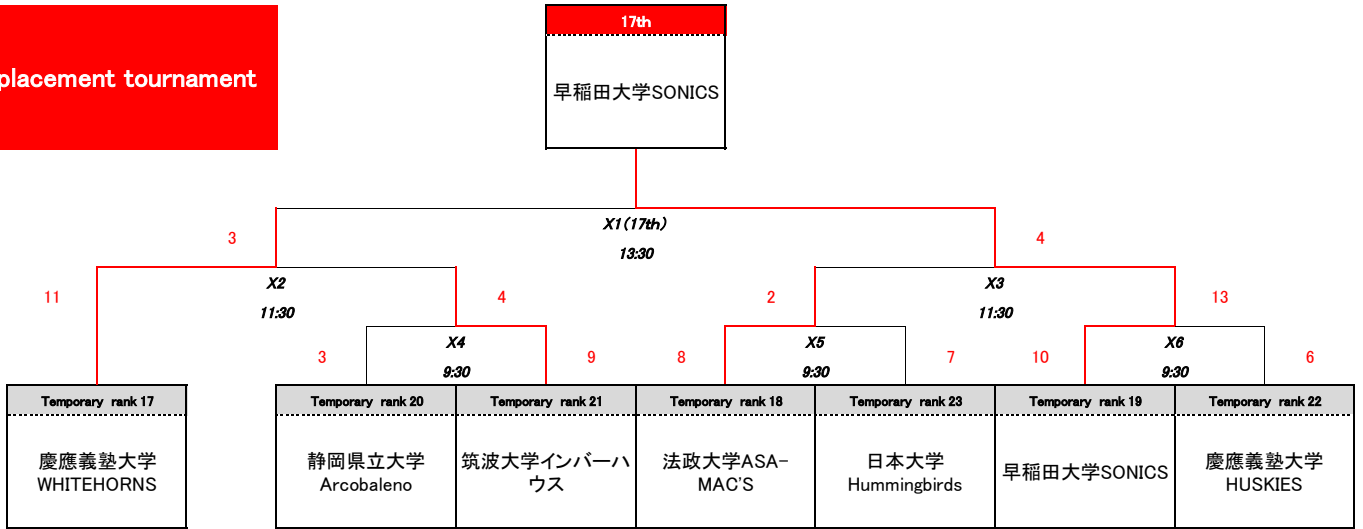 17th
placement tournament
早稲田大学SONICS
X1(17th)
3
4
13:30
X2
X3
11
4
2
13
11:30
11:30
X4
X5
X6
3
9
8
7
10
6
9:30
9:30
9:30
Temporary rank 17
Temporary rank 20
Temporary rank 21
Temporary rank 18
Temporary rank 23
Temporary rank 19
Temporary rank 22
慶應義塾大学
WHITEHORNS
静岡県立大学
Arcobaleno
筑波大学インバーハ
ウス
法政大学ASA-
MAC'S
日本大学
Hummingbirds
早稲田大学SONICS
慶應義塾大学
HUSKIES